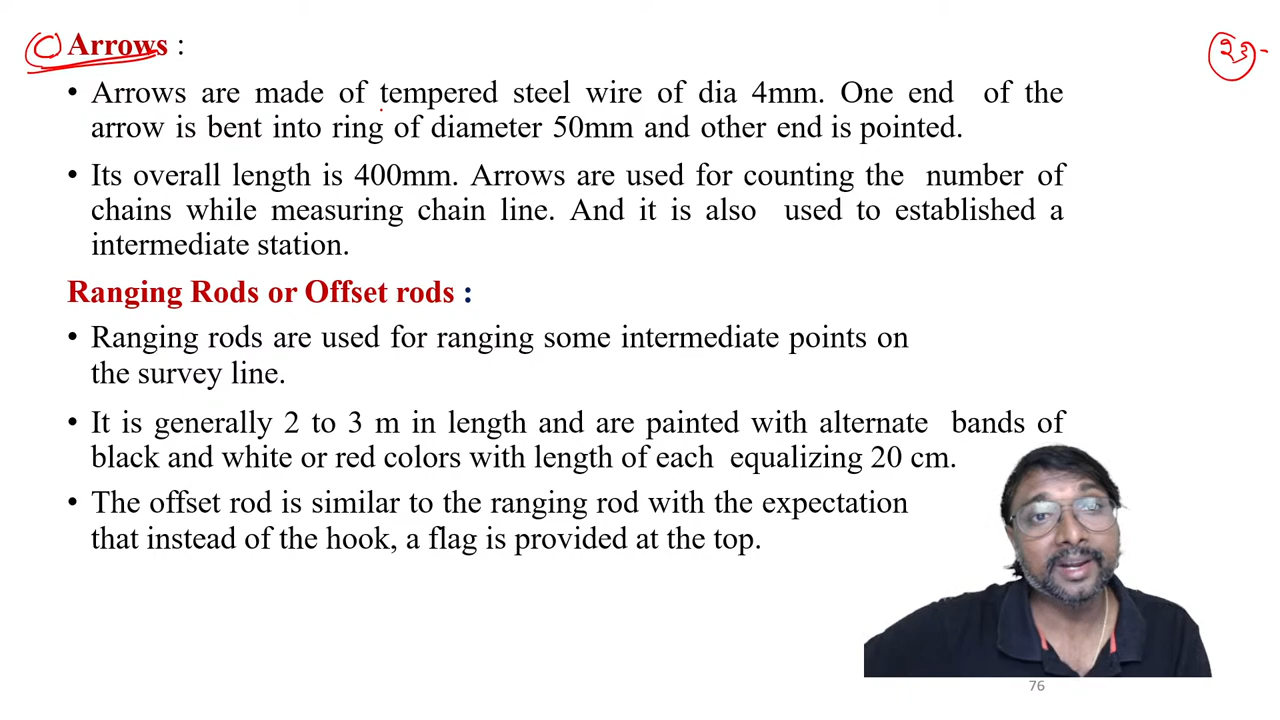 Arrows :
२३-
• Arrows are made of tempered steel wire of dia 4mm. One end of the
arrow is bent into ring of diameter 50mm and other end is pointed.
• Its overall length is 400mm. Arrows are used for counting the number of
chains while measuring chain line. And it is also used to established a
intermediate station.
Ranging Rods or Offset rods :
• Ranging rods are used for ranging some intermediate points on
the survey line.
• It is generally 2 to 3 m in length and are painted with alternate bands of
black and white or red colors with length of each equalizing 20 cm.
• The offset rod is similar to the ranging rod with the expectation
that instead of the hook, a flag is provided at the top.
76